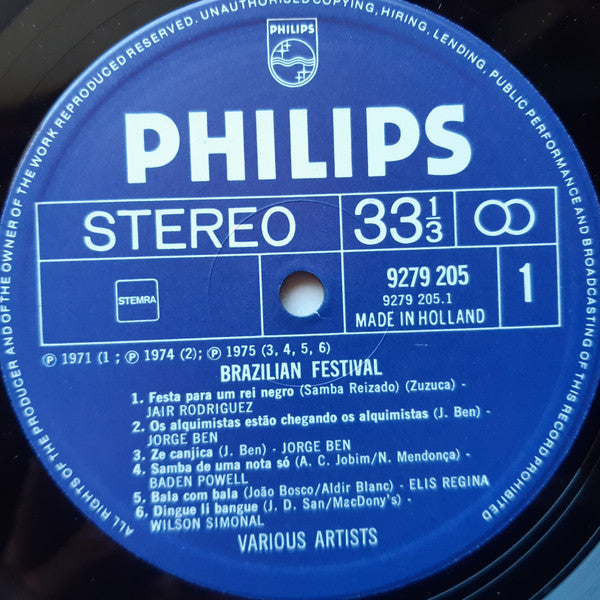 ALL RIGHTS OF THE PRODUCER AND OF THE OWNER OF THE WORK REPRODUCED RESERVED. UNAUTHORISED COPYING, HIRING, LENDING, PUBLIC PERFORMANCE AND BROADCASTING OF THIS RECORD PROHIBITED
PHILIPS
PHILIPS
STEREO 33 1/3
STEMRA
9279 205
9279 205.1
MADE IN HOLLAND
1
Ⓟ 1971 (1 ; Ⓟ 1974 (2); Ⓟ 1975 (3, 4, 5, 6)
BRAZILIAN FESTIVAL
1. Festa para um rei negro (Samba Reizado) (Zuzuca) -
JAIR RODRIGUEZ
2. Os alquimistas estão chegando os alquimistas (J. Ben) -
JORGE BEN
3. Ze canjica (J. Ben) - JORGE BEN
4. Samba de uma nota só (A. C. Jobim/N. Mendonça) -
BADEN POWELL
5. Bala com bala (João Bosco/Aldir Blanc) - ELIS REGINA
6. Dingue li bangue (J. D. San/MacDony's) -
WILSON SIMONAL
VARIOUS ARTISTS